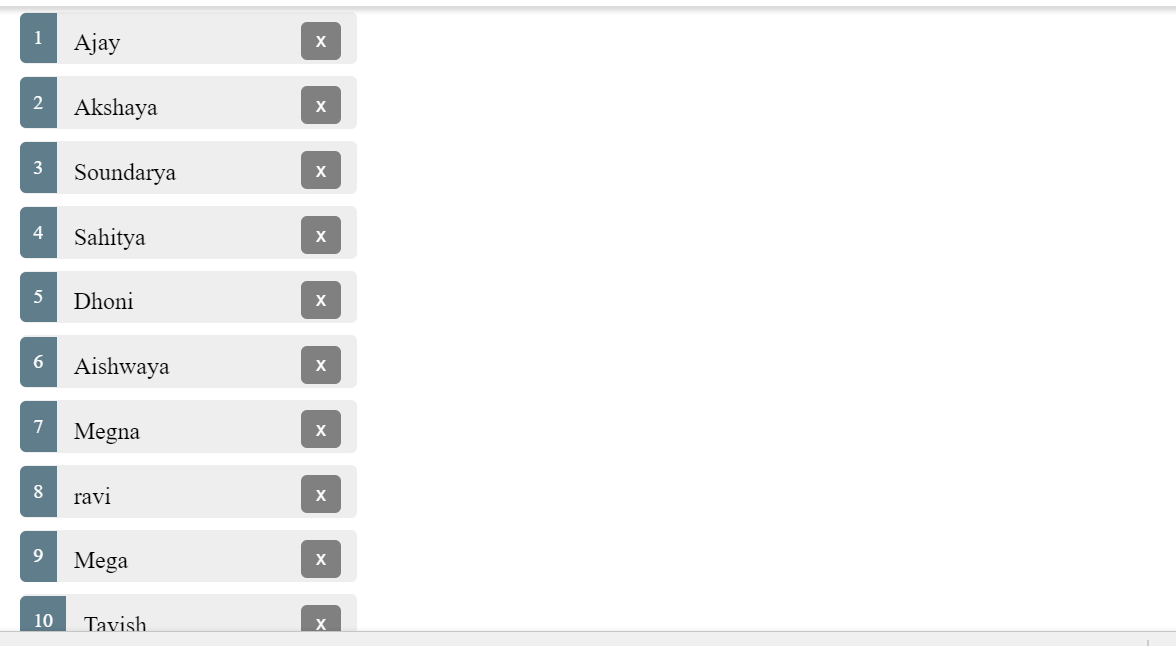 1 Ajay x
2 Akshaya x
3 Soundarya x
4 Sahitya x
5 Dhoni x
6 Aishwaya x
7 Megna x
8 ravi x
9 Mega x
10 Tavish x